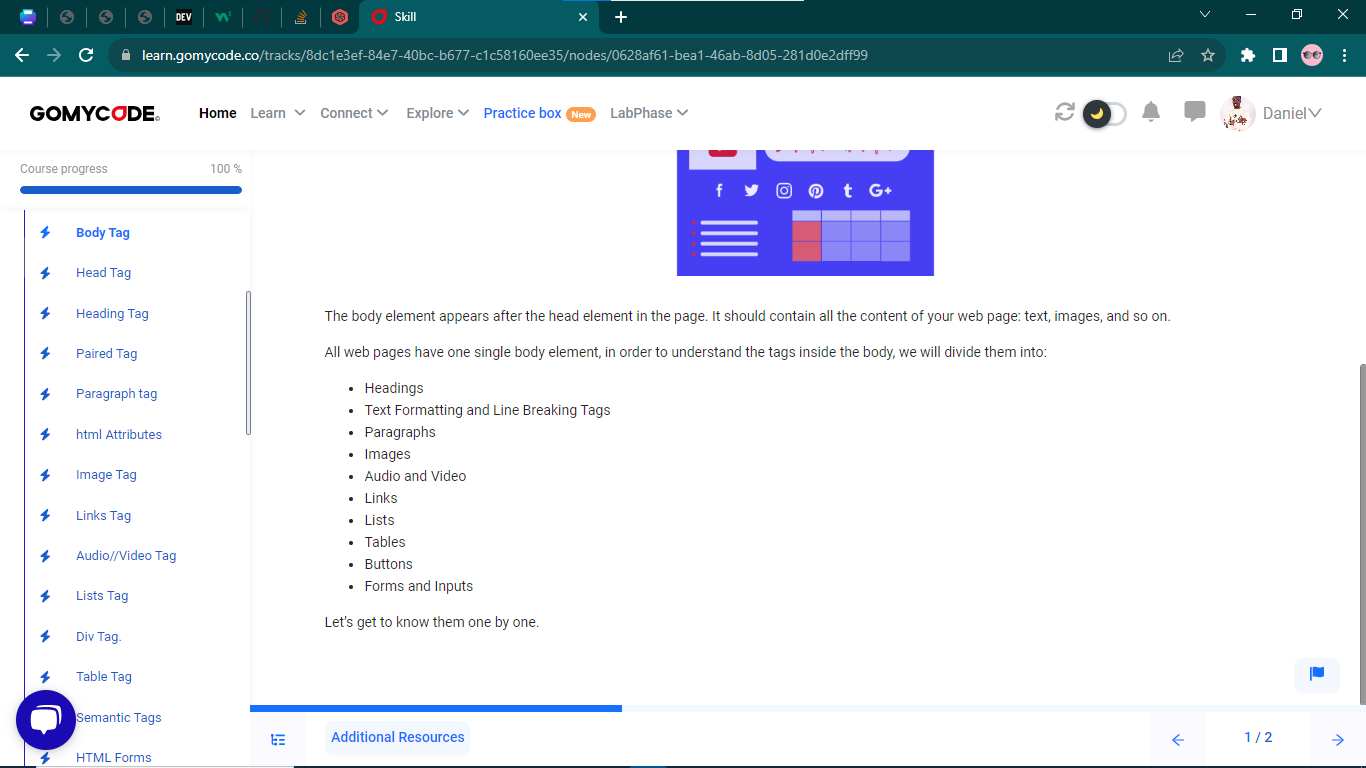 DEV
Skill
learn.gomycode.co/tracks/8dc1e3ef-84e7-40bc-b677-c1c58160ee35/nodes/0628af61-bea1-46ab-8d05-281d0e2dff99
GOMYCODE
Home Learn Connect Explore Practice box New LabPhase Daniel
Course progress 100 %
Body Tag
Head Tag
Heading Tag
Paired Tag
Paragraph tag
html Attributes
Image Tag
Links Tag
Audio//Video Tag
Lists Tag
Div Tag.
Table Tag
Semantic Tags
HTML Forms
G+
The body element appears after the head element in the page. It should contain all the content of your web page: text, images, and so on.
All web pages have one single body element, in order to understand the tags inside the body, we will divide them into:
• Headings
• Text Formatting and Line Breaking Tags
• Paragraphs
• Images
• Audio and Video
• Links
• Lists
• Tables
• Buttons
• Forms and Inputs
Let’s get to know them one by one.
Additional Resources
1 / 2